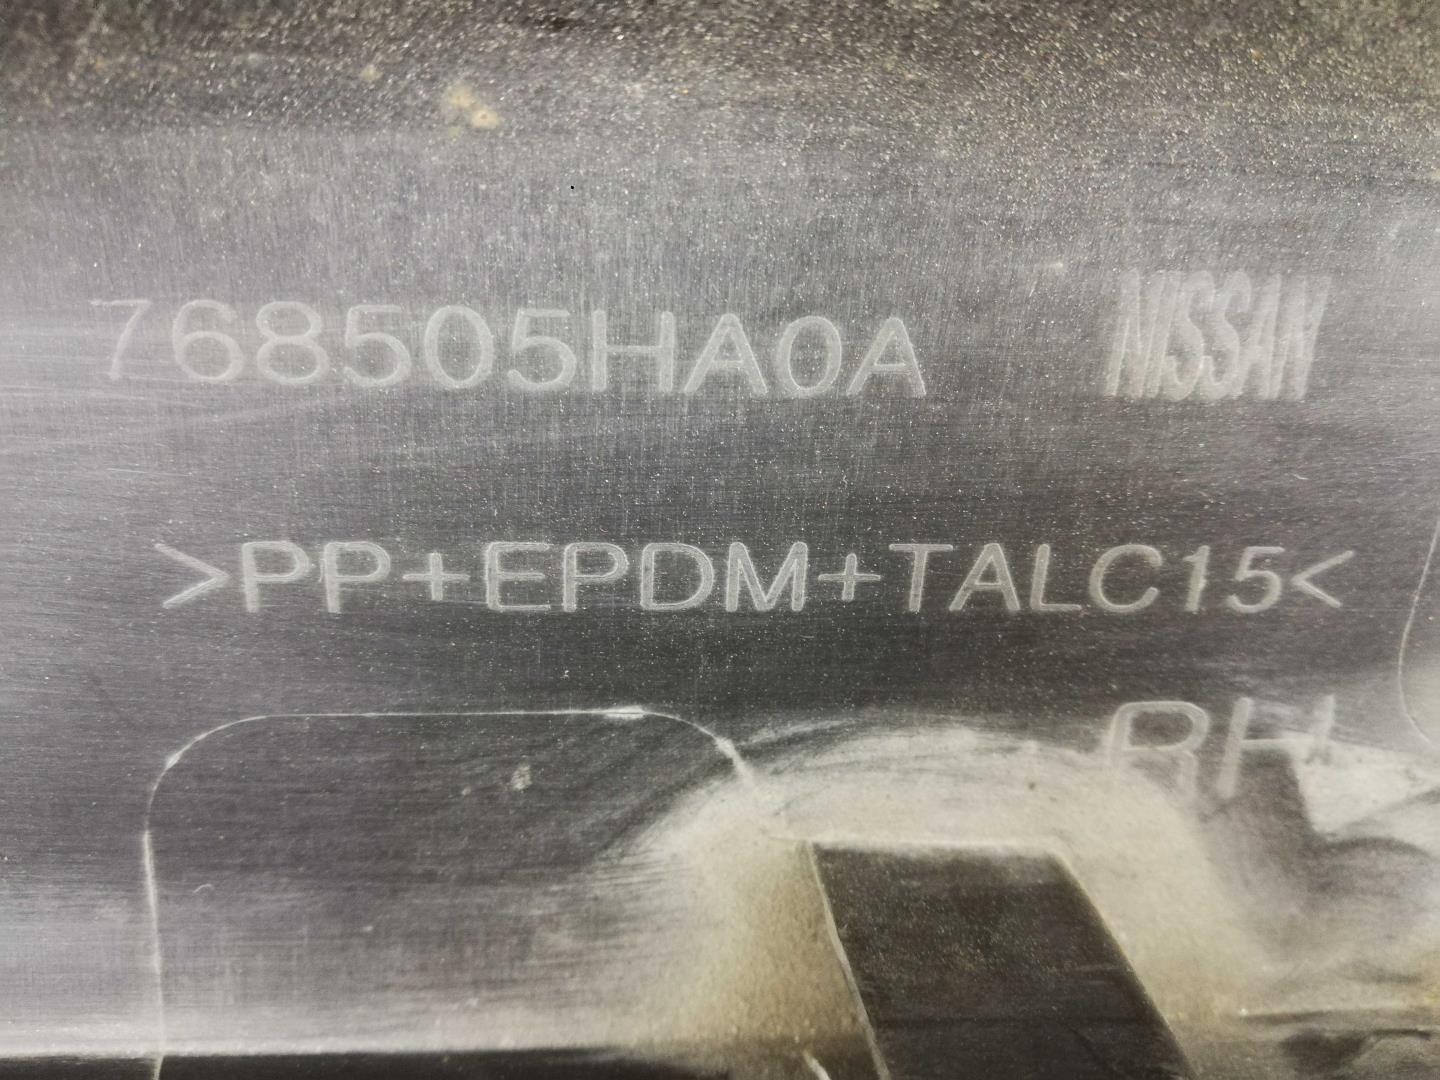 768505HA0A NISSAN
>PP+EPDM+TALC15<
RH